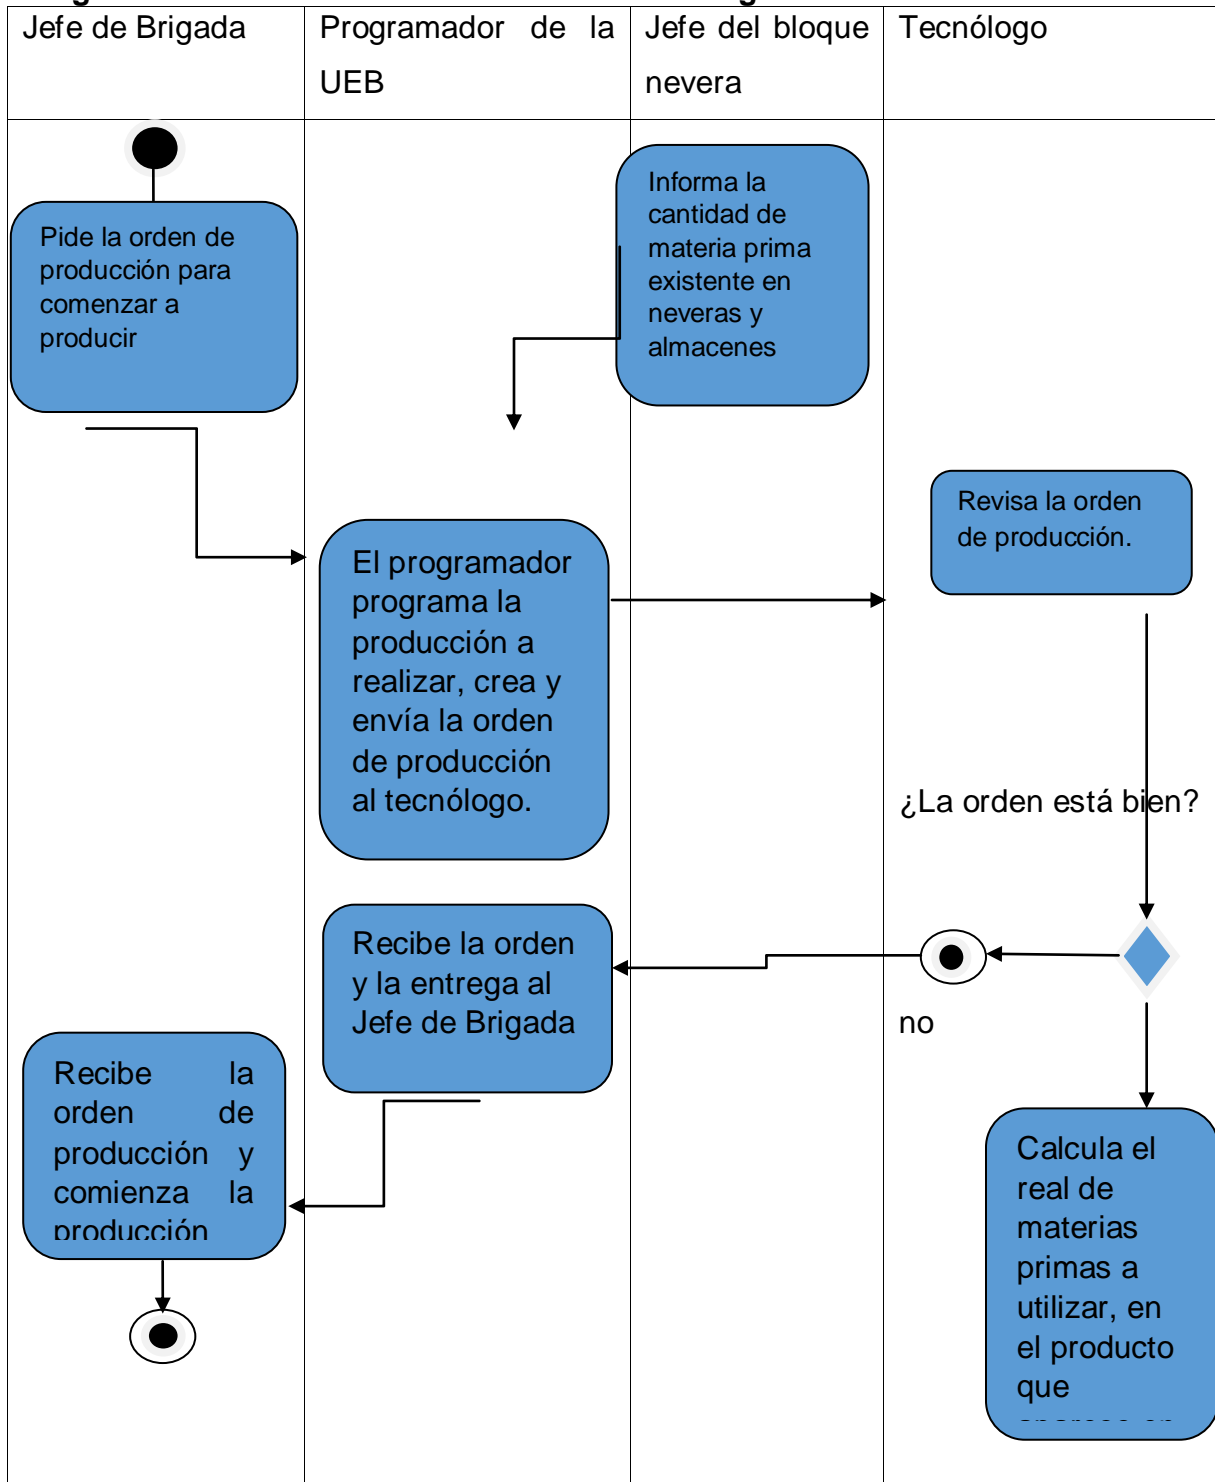 Jefe de Brigada
Programador de la
UEB
Jefe del bloque
nevera
Tecnólogo
Pide la orden de
producción para
comenzar a
producir
Informa la
cantidad de
materia prima
existente en
neveras y
almacenes
Revisa la orden
de producción.
El programador
programa la
producción a
realizar, crea y
envía la orden
de producción
al tecnólogo.
¿La orden está bien?
Recibe la orden
y la entrega al
Jefe de Brigada
no
Recibe la
orden de
producción y
comienza la
producción
Calcula el
real de
materias
primas a
utilizar, en
el producto
que